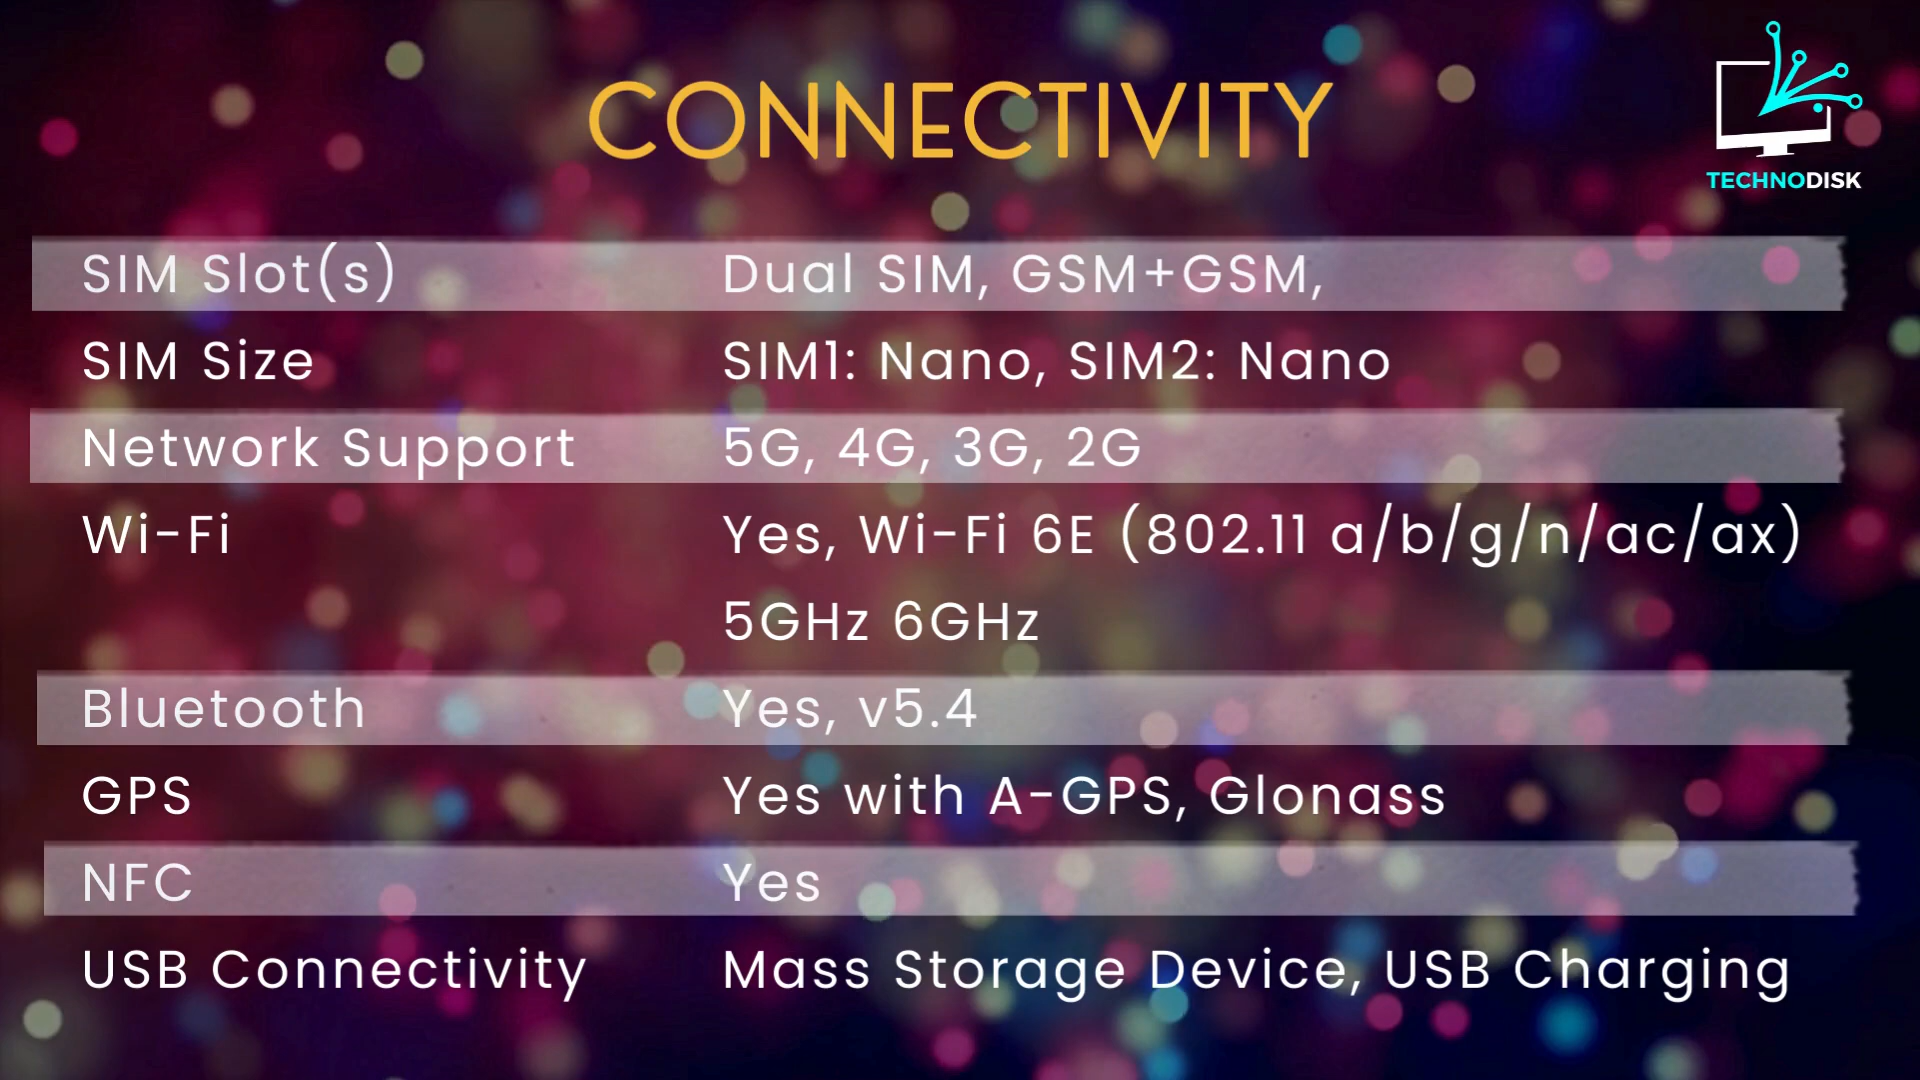 CONNECTIVITY
TECHNODISK
SIM Slot(s) Dual SIM, GSM+GSM,
SIM Size SIM1: Nano, SIM2: Nano
Network Support 5G, 4G, 3G, 2G
Wi-Fi Yes, Wi-Fi 6E (802.11 a/b/g/n/ac/ax)
5GHz 6GHz
Bluetooth Yes, v5.4
GPS Yes with A-GPS, Glonass
NFC Yes
USB Connectivity Mass Storage Device, USB Charging